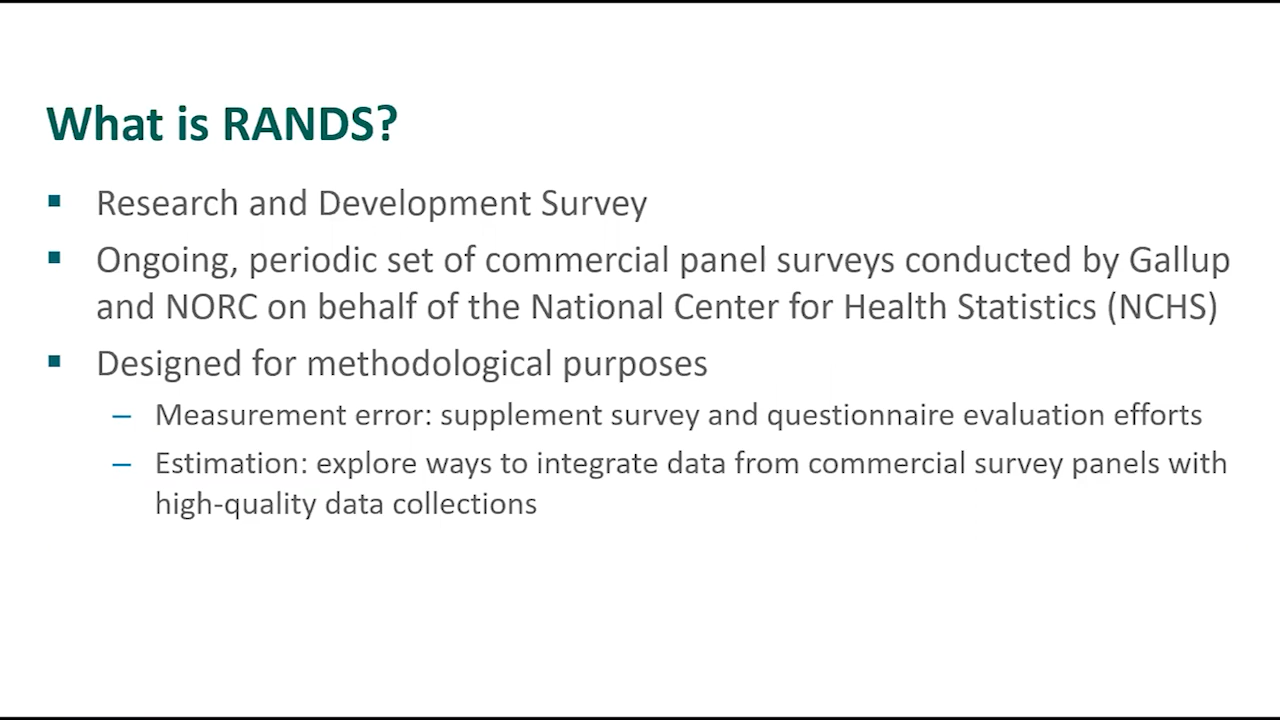 What is RANDS?
▪ Research and Development Survey
▪ Ongoing, periodic set of commercial panel surveys conducted by Gallup
and NORC on behalf of the National Center for Health Statistics (NCHS)
▪ Designed for methodological purposes
– Measurement error: supplement survey and questionnaire evaluation efforts
– Estimation: explore ways to integrate data from commercial survey panels with
high-quality data collections